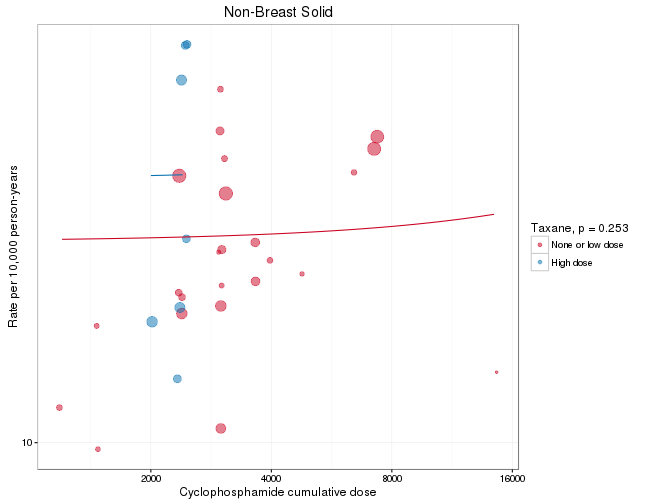 Non-Breast Solid
Rate per 10,000 person-years
10
2000
4000
8000
16000
Cyclophosphamide cumulative dose
Taxane, p = 0.253
None or low dose
High dose